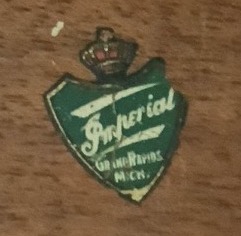 Imperial
GRAND RAPIDS
MICH.